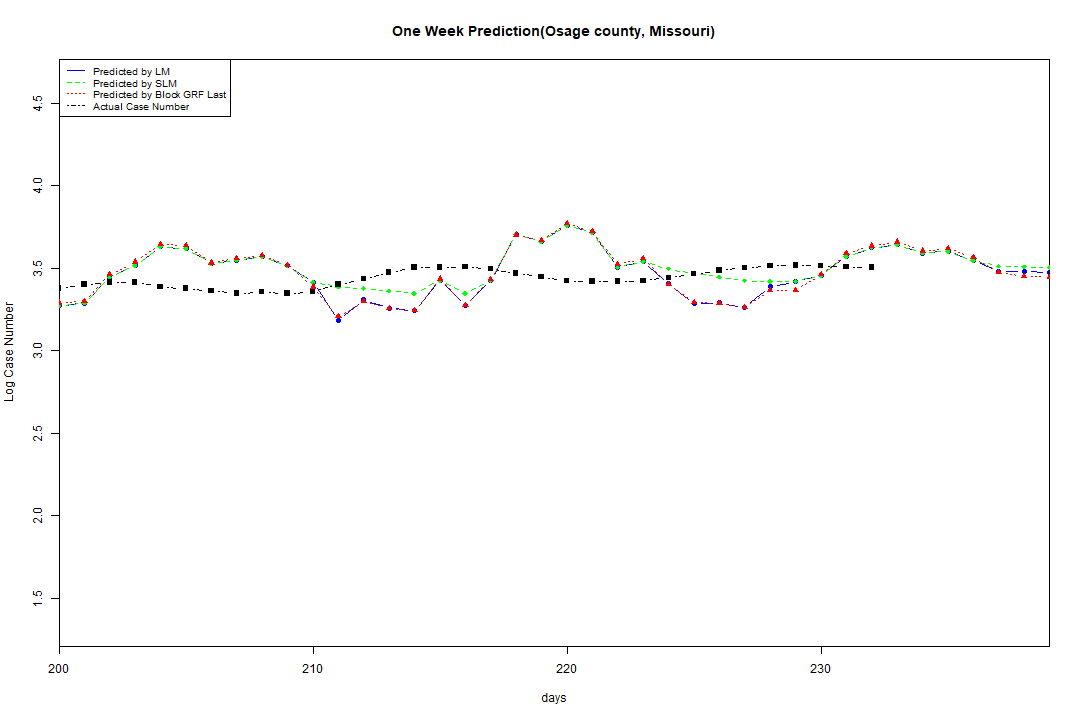 One Week Prediction(Osage county, Missouri)
Predicted by LM
Predicted by SLM
Predicted by Block GRF Last
Actual Case Number
4.5
4.0
3.5
3.0
2.5
2.0
1.5
Log Case Number
200
210
220
230
days